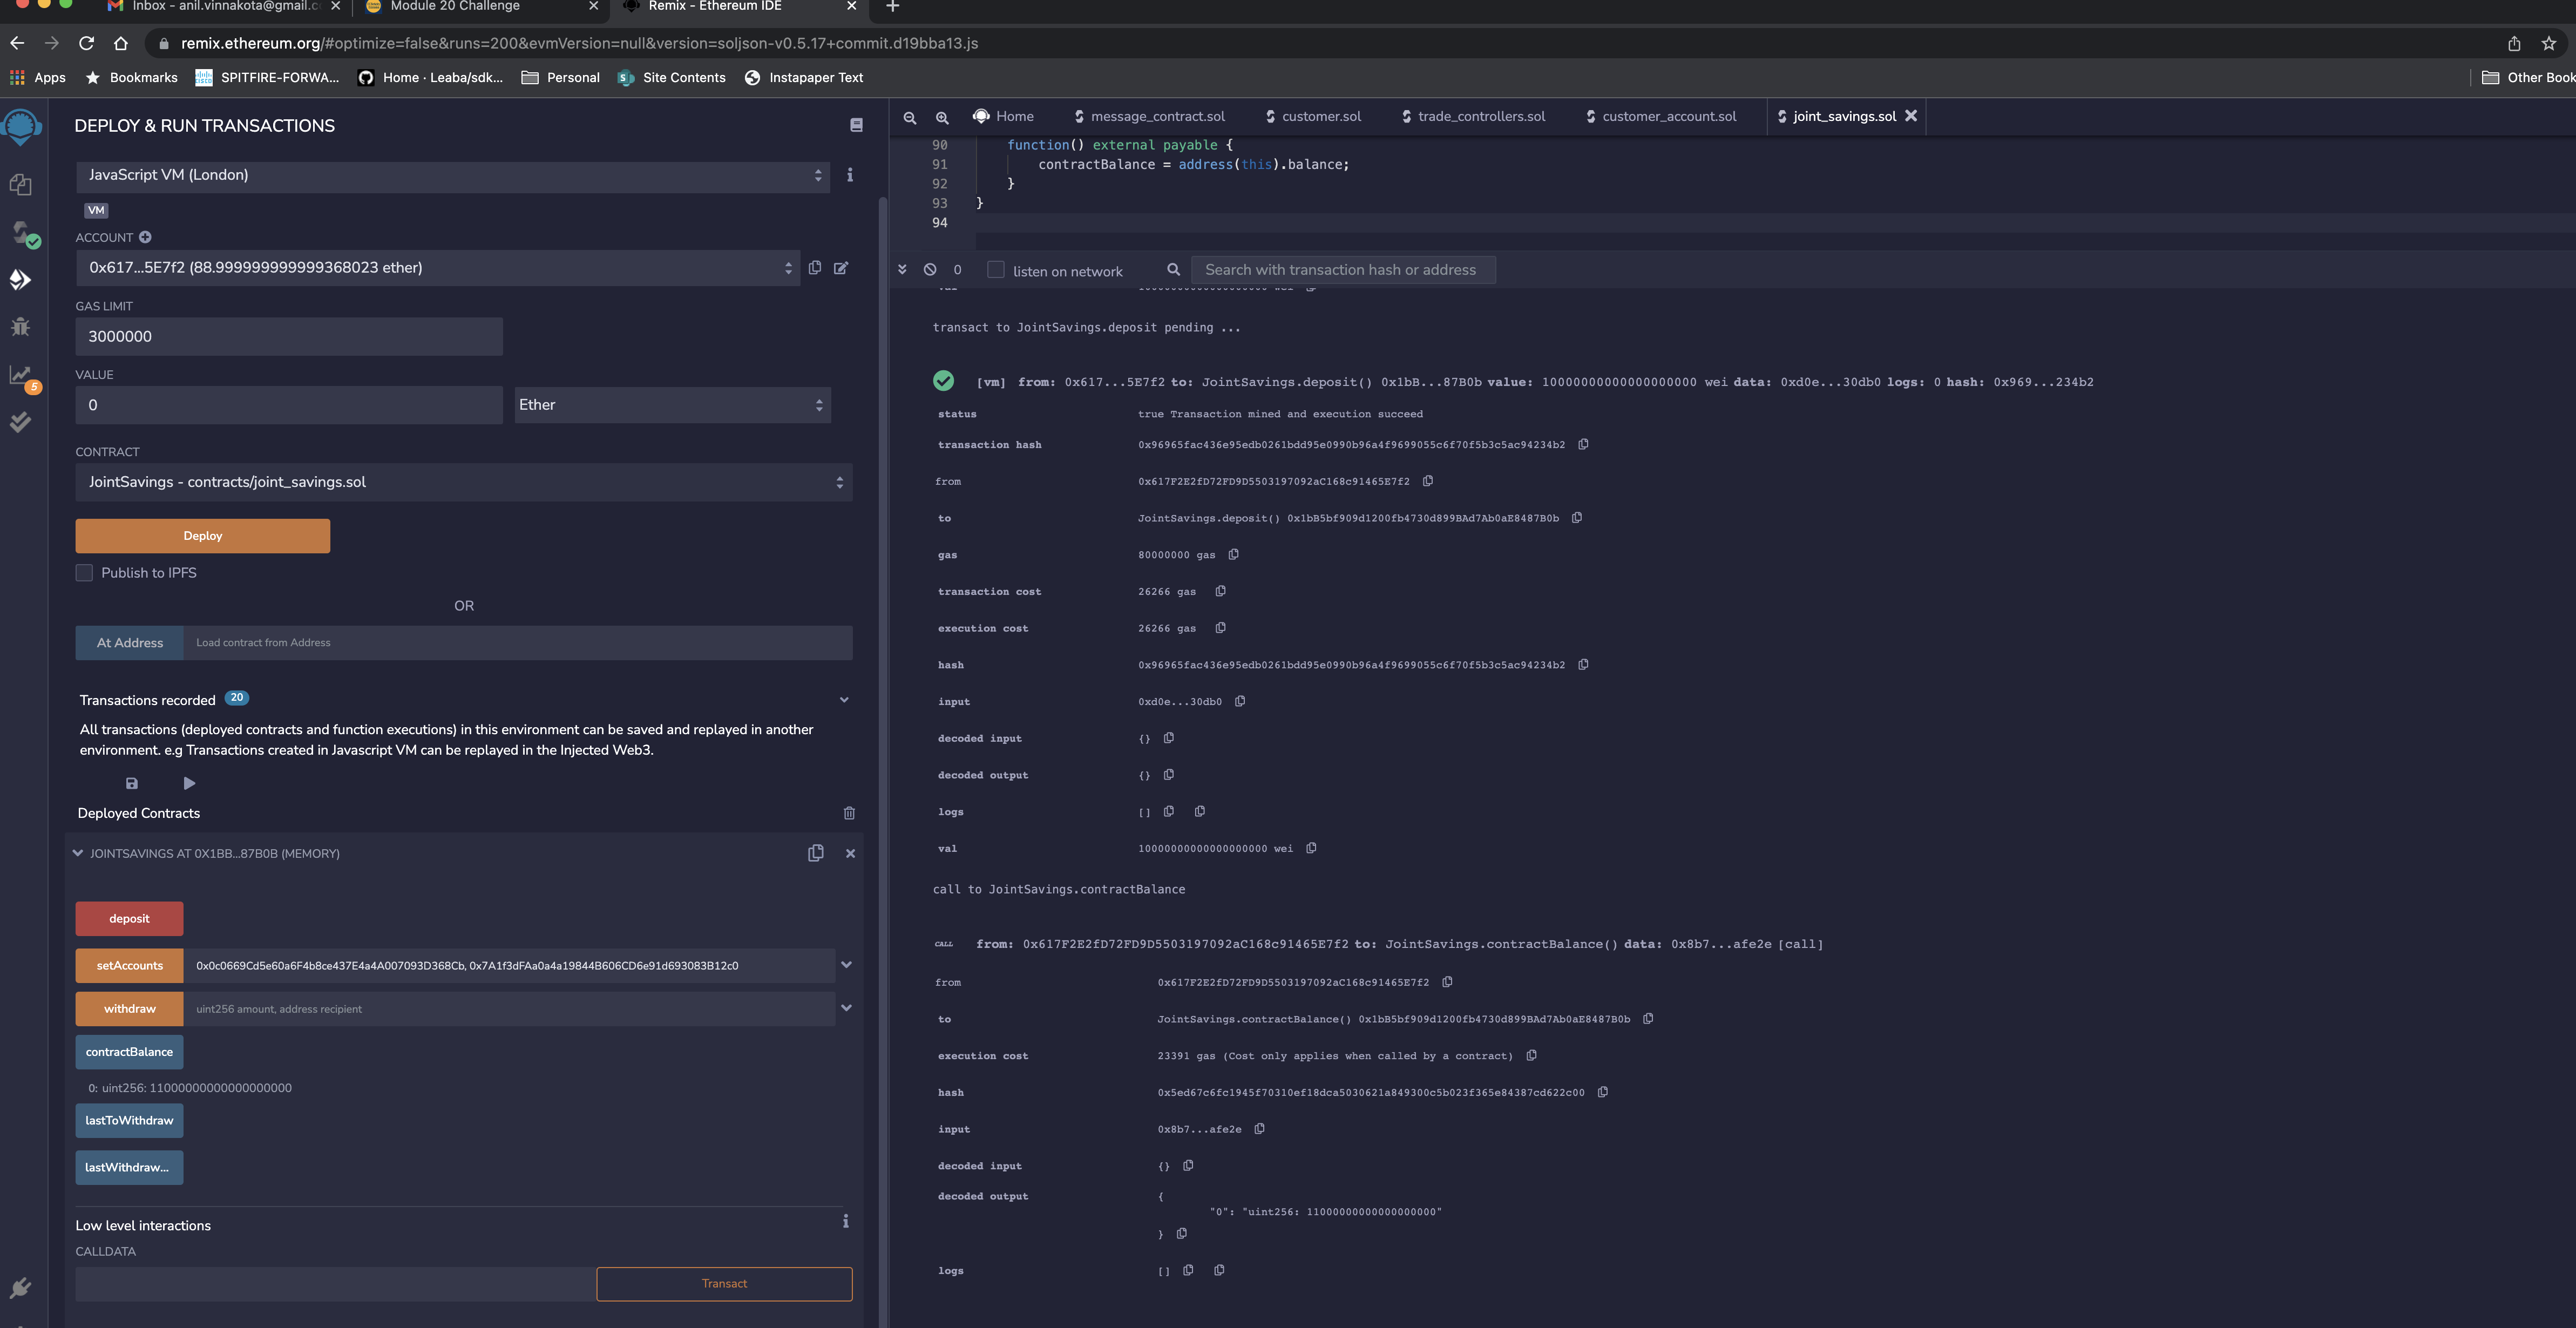 Inbox - anil.vinnakota@gmail.c
Module 20 Challenge
Remix - Ethereum IDE
remix.ethereum.org/#optimize=false&runs=200&evmVersion=null&version=soljson-v0.5.17+commit.d19bba13.js
Apps
Bookmarks
SPITFIRE-FORWA...
Home · Leaba/sdk...
Personal
Site Contents
Instapaper Text
Other Book
DEPLOY & RUN TRANSACTIONS
JavaScript VM (London)
VM
ACCOUNT
0x617...5E7f2 (88.999999999999368023 ether)
GAS LIMIT
3000000
VALUE
0
Ether
CONTRACT
JointSavings - contracts/joint_savings.sol
Deploy
Publish to IPFS
OR
At Address
Load contract from Address
Transactions recorded 20
All transactions (deployed contracts and function executions) in this environment can be saved and replayed in another
environment. e.g Transactions created in Javascript VM can be replayed in the Injected Web3.
Deployed Contracts
JOINTSAVINGS AT 0X1BB...87B0B (MEMORY)
deposit
setAccounts 0x0c0669Cd5e60a6F4b8ce437E4a4A007093D368Cb, 0x7A1f3dFAa0a4a19844B606CD6e91d693083B12c0
withdraw uint256 amount, address recipient
contractBalance
0: uint256: 11000000000000000000
lastToWithdraw
lastWithdraw...
Low level interactions
CALLDATA
Transact
5
Home
message_contract.sol
customer.sol
trade_controllers.sol
customer_account.sol
joint_savings.sol
90 function() external payable {
91 contractBalance = address(this).balance;
92 }
93 }
94
0
listen on network
Search with transaction hash or address
transact to JointSavings.deposit pending ...
[vm] from: 0x617...5E7f2 to: JointSavings.deposit() 0x1bB...87B0b value: 10000000000000000000 wei data: 0xd0e...30db0 logs: 0 hash: 0x969...234b2
status true Transaction mined and execution succeed
transaction hash 0x96965fac436e95edb0261bdd95e0990b96a4f9699055c6f70f5b3c5ac94234b2
from 0x617F2E2fD72FD9D5503197092aC168c91465E7f2
to JointSavings.deposit() 0x1bB5bf909d1200fb4730d899BAd7Ab0aE8487B0b
gas 80000000 gas
transaction cost 26266 gas
execution cost 26266 gas
hash 0x96965fac436e95edb0261bdd95e0990b96a4f9699055c6f70f5b3c5ac94234b2
input 0xd0e...30db0
decoded input {}
decoded output {}
logs []
val 10000000000000000000 wei
call to JointSavings.contractBalance
CALL from: 0x617F2E2fD72FD9D5503197092aC168c91465E7f2 to: JointSavings.contractBalance() data: 0x8b7...afe2e [call]
from 0x617F2E2fD72FD9D5503197092aC168c91465E7f2
to JointSavings.contractBalance() 0x1bB5bf909d1200fb4730d899BAd7Ab0aE8487B0b
execution cost 23391 gas (Cost only applies when called by a contract)
hash 0x5ed67c6fc1945f70310ef18dca5030621a849300c5b023f365e84387cd622c00
input 0x8b7...afe2e
decoded input {}
decoded output {
"0": "uint256: 11000000000000000000"
}
logs []